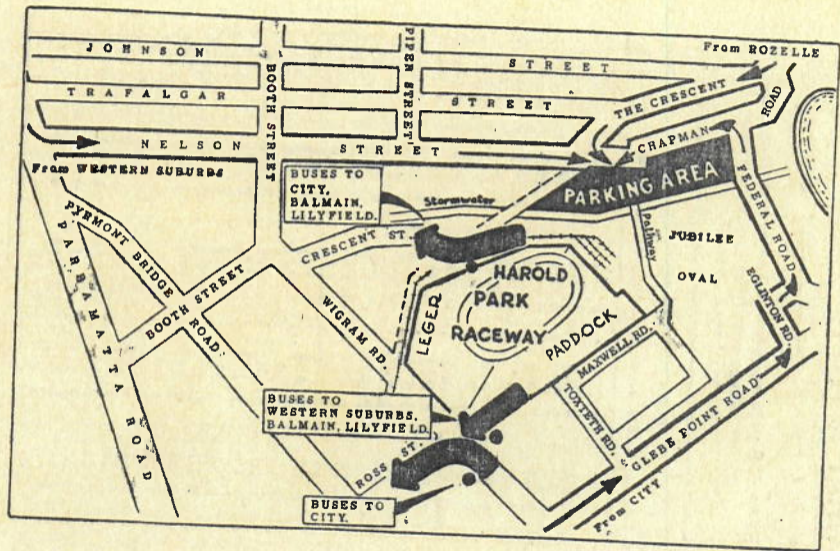 JOHNSON STREET
From ROZELLE
TRAFALGAR STREET
THE CRESCENT
ROAD
NELSON STREET
CHAPMAN
BOOTH STREET
PIPER STREET
From WESTERN SUBURBS
BUSES TO
CITY,
BALMAIN,
LILYFIELD.
Stormwater
PARKING AREA
FEDERAL ROAD
Pathway
JUBILEE
OVAL
PYRMONT BRIDGE ROAD
PARRAMATTA ROAD
CRESCENT ST.
BOOTH STREET
WIGRAM RD.
LEGER
HAROLD
PARK
RACEWAY
PADDOCK
EGLINTON RD.
MAXWELL RD.
TOXTETH RD.
GLEBE POINT ROAD
BUSES TO
WESTERN SUBURBS,
BALMAIN, LILYFIELD.
ROSS ST.
BUSES TO
CITY.
From CITY